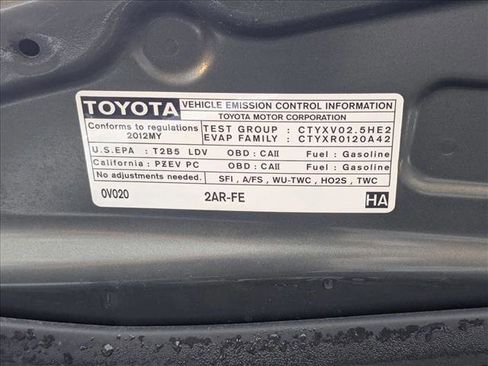 TOYOTA VEHICLE EMISSION CONTROL INFORMATION
TOYOTA MOTOR CORPORATION
Conforms to regulations TEST GROUP : CTYXV02.5HE2
2012MY EVAP FAMILY : CTYXR0120A42
U.S.EPA : T2B5 LDV OBD : CAII Fuel : Gasoline
California : PZEV PC OBD : CAII Fuel : Gasoline
No adjustments needed. SFI , A/FS , WU-TWC , HO2S , TWC
0V020 2AR-FE HA